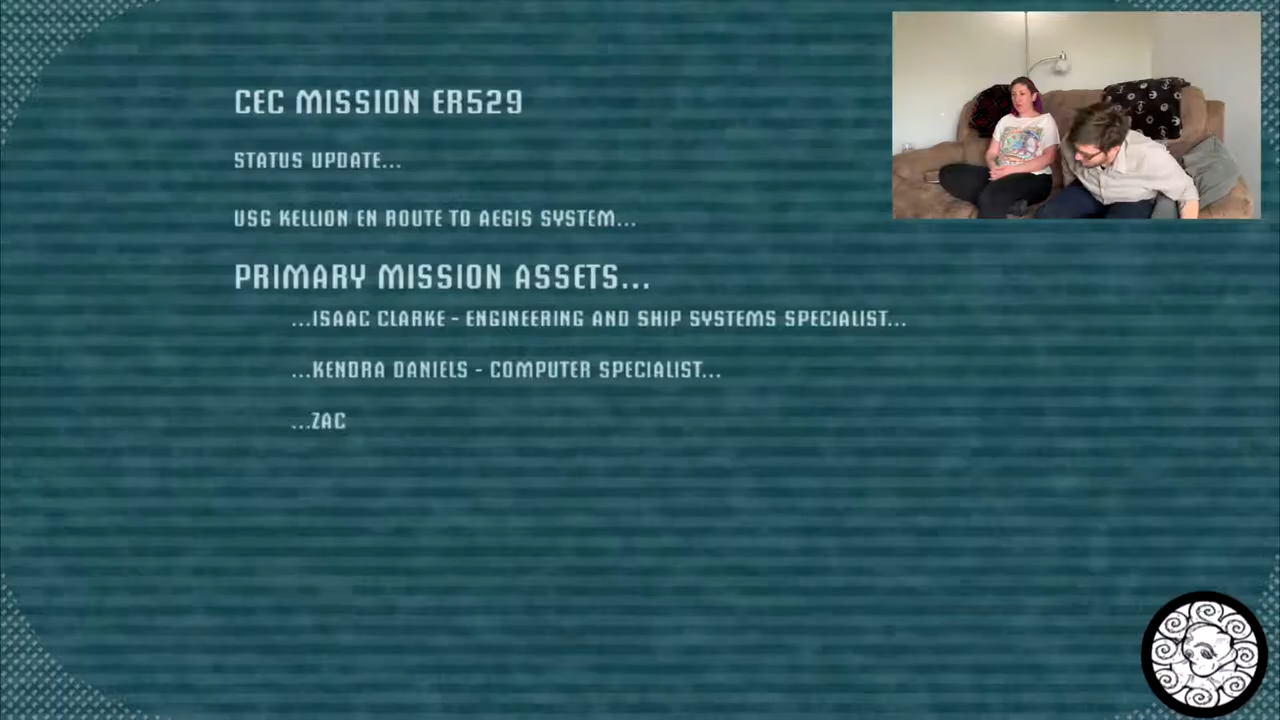 CEC MISSION ER529
STATUS UPDATE...
USG KELLION EN ROUTE TO AEGIS SYSTEM...
PRIMARY MISSION ASSETS...
...ISAAC CLARKE - ENGINEERING AND SHIP SYSTEMS SPECIALIST...
...KENDRA DANIELS - COMPUTER SPECIALIST...
...ZAC